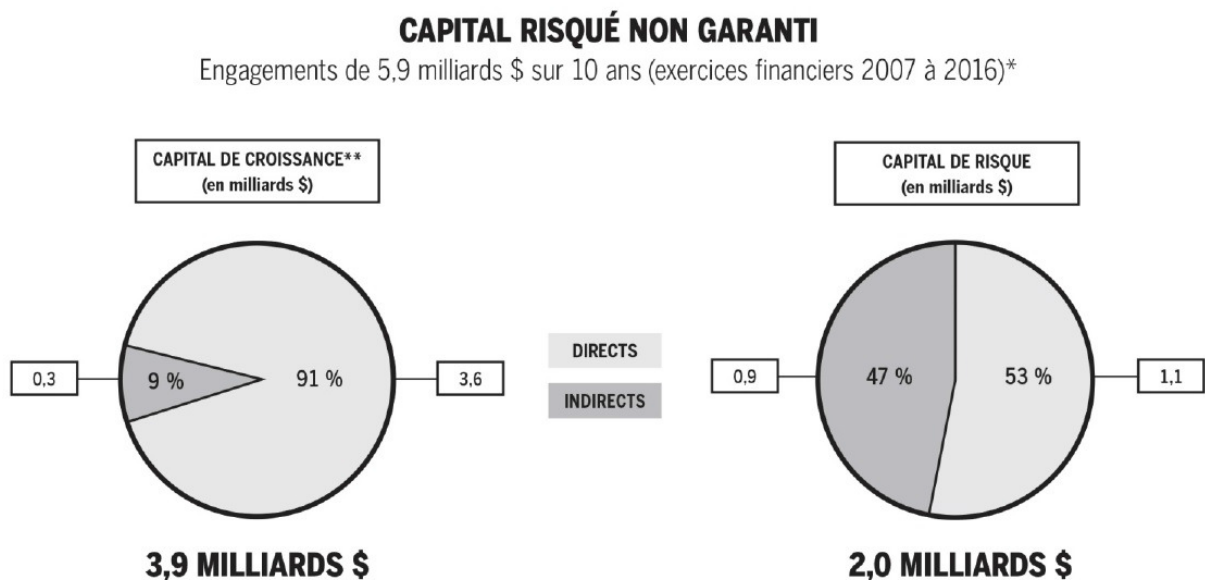 CAPITAL RISQUÉ NON GARANTI
Engagements de 5,9 milliards $ sur 10 ans (exercices financiers 2007 à 2016)*
CAPITAL DE CROISSANCE**
(en milliards $)
0,3
9 %
91 %
3,6
3,9 MILLIARDS $
DIRECTS
INDIRECTS
CAPITAL DE RISQUE
(en milliards $)
0,9
47 %
53 %
1,1
2,0 MILLIARDS $